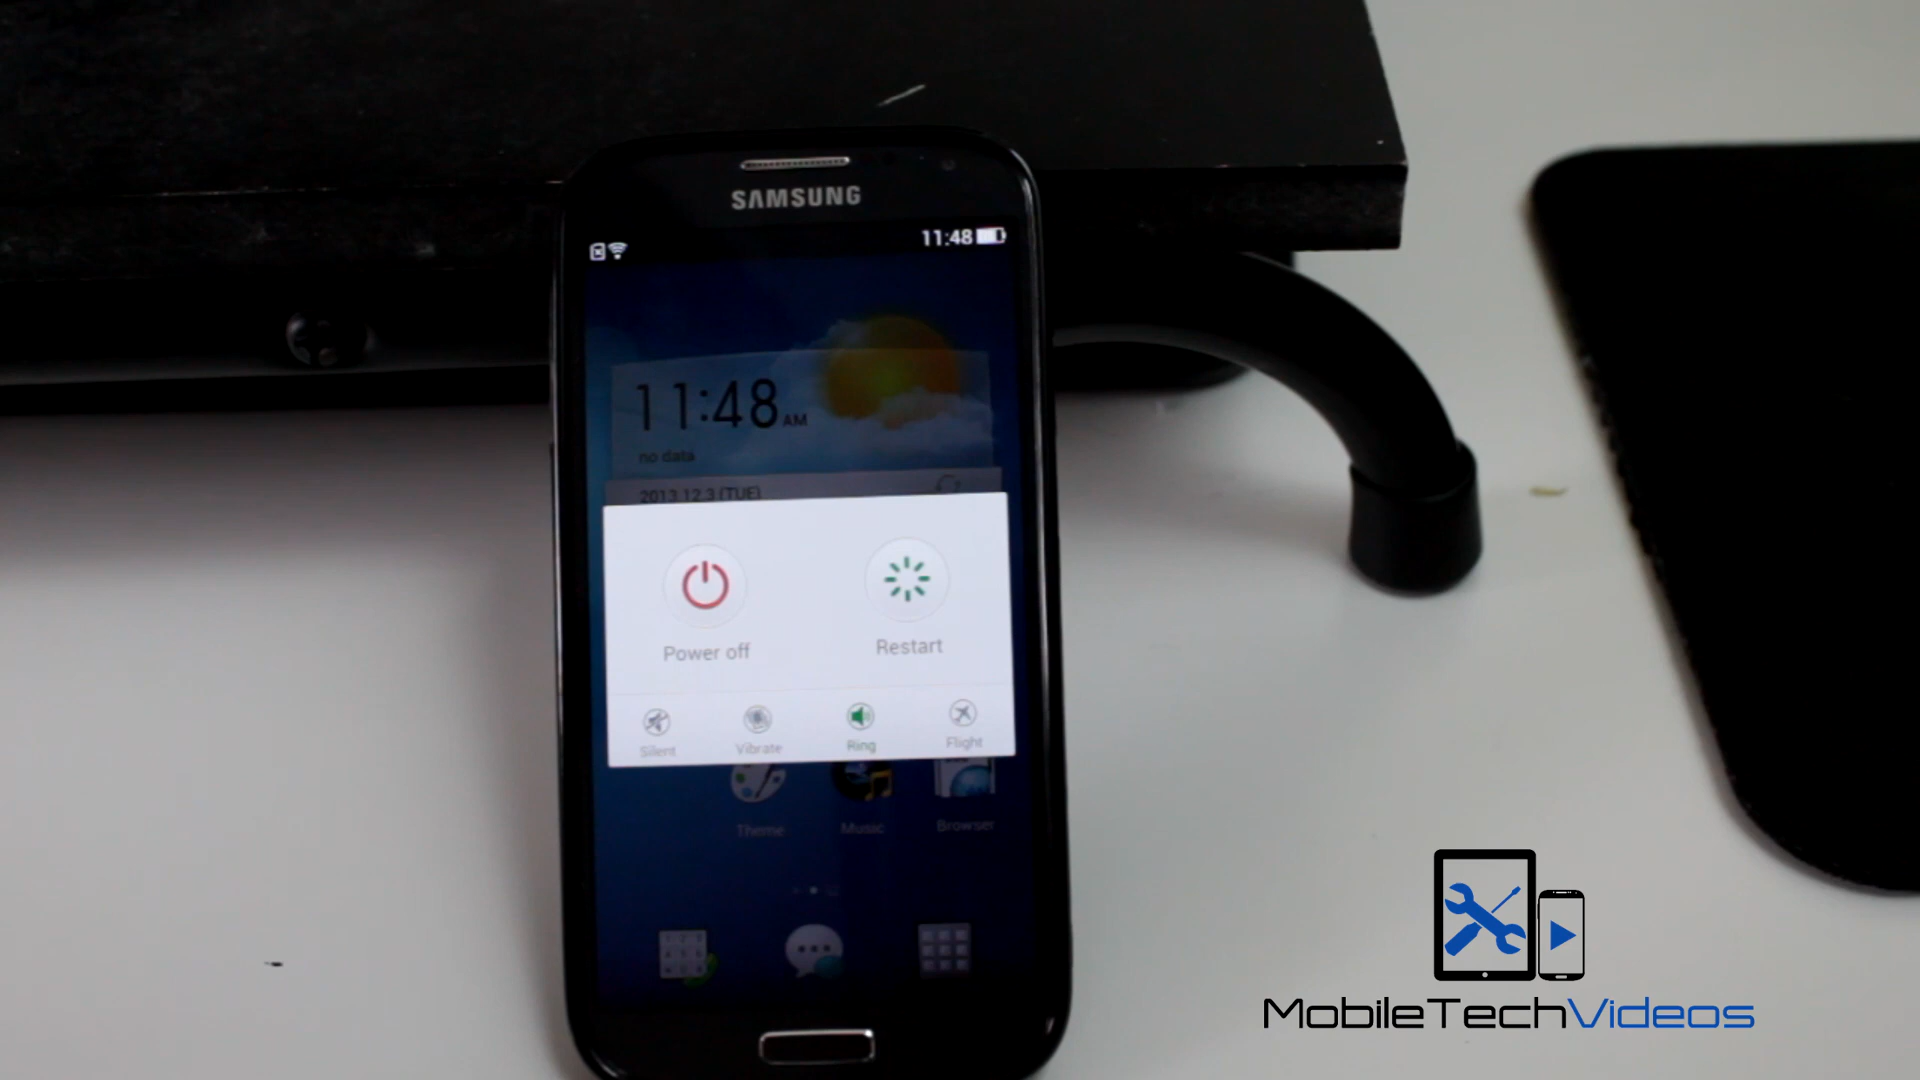 SAMSUNG
11:48
11:48 AM
no data
2013.12.3 (TUE)
Power off
Restart
Silent
Vibrate
Ring
Flight
Theme
Music
Browser
MobileTechVideos